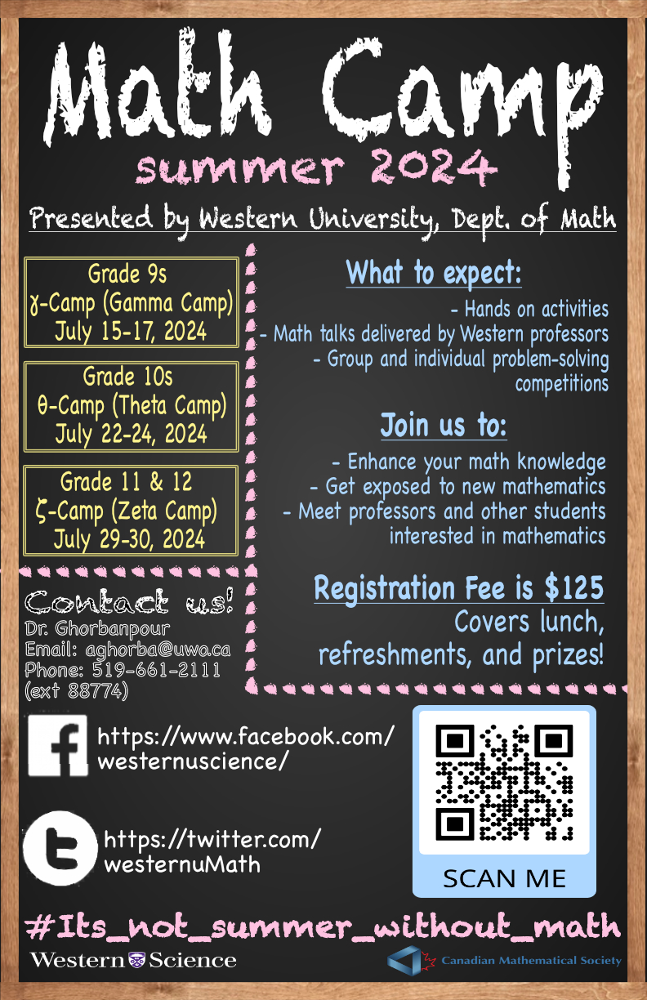 Math Camp
summer 2024
Presented by Western University, Dept. of Math
Grade 9s
γ-Camp (Gamma Camp)
July 15-17, 2024
Grade 10s
θ-Camp (Theta Camp)
July 22-24, 2024
Grade 11 & 12
ζ-Camp (Zeta Camp)
July 29-30, 2024
What to expect:
- Hands on activities
- Math talks delivered by Western professors
- Group and individual problem-solving
competitions
Join us to:
- Enhance your math knowledge
- Get exposed to new mathematics
- Meet professors and other students
interested in mathematics
Registration Fee is $125
Covers lunch,
refreshments, and prizes!
Contact us!
Dr. Ghorbanpour
Email: aghorba@uwo.ca
Phone: 519-661-2111
(ext 88774)
https://www.facebook.com/
westernuscience/
https://twitter.com/
westernuMath
SCAN ME
#Its_not_summer_without_math
Western Science
Canadian Mathematical Society